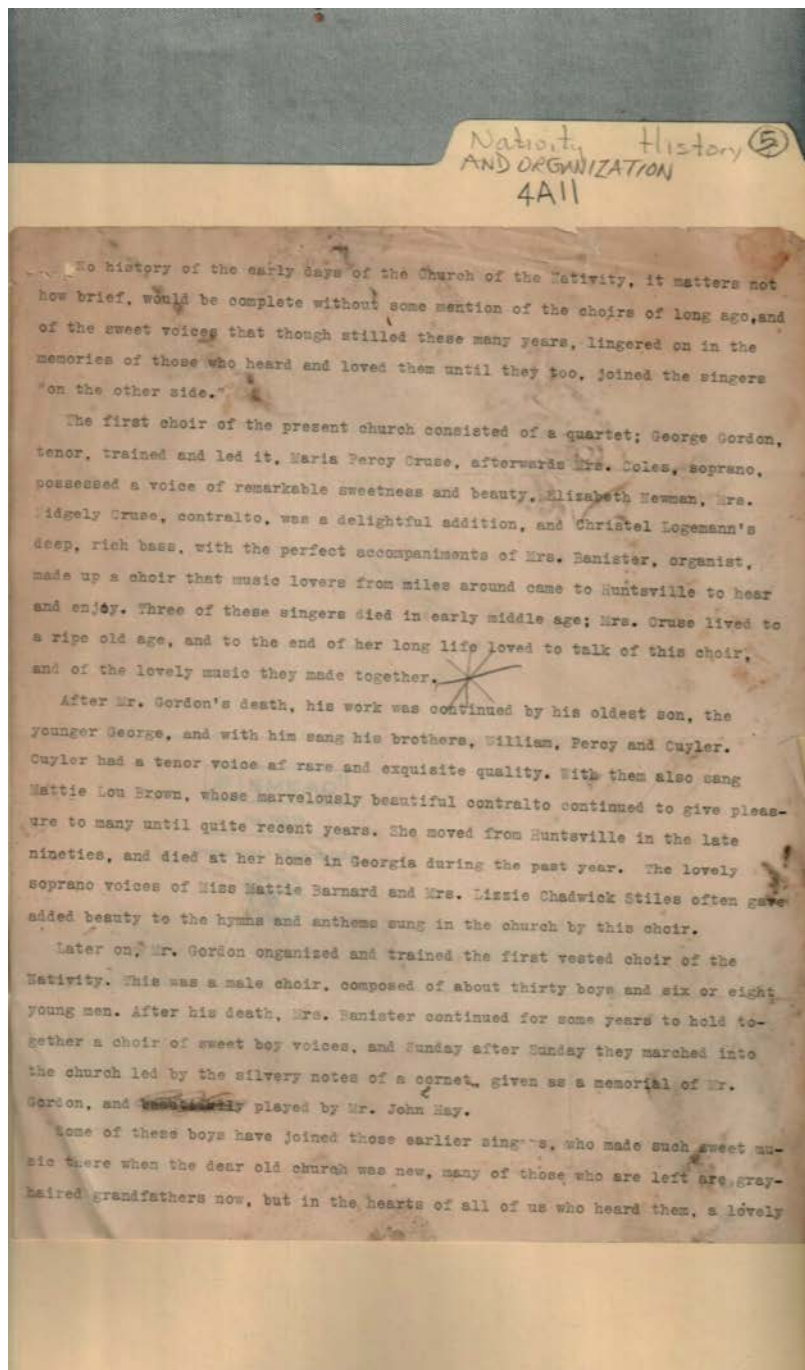 Nativity History 5
AND ORGANIZATION
4A11
No history of the early days of the Church of the Nativity, it matters not
how brief, would be complete without some mention of the choirs of long ago,and
of the sweet voices that though stilled these many years, lingered on in the
memories of those who heard and loved them until they too, joined the singers
"on the other side."
The first choir of the present church consisted of a quartet; George Gordon,
tenor, trained and led it, Maria Percy Cruse, afterwards Mrs. Coles, soprano,
possessed a voice of remarkable sweetness and beauty. Elizabeth Newman, Mrs.
Ridgely Cruse, contralto, was a delightful addition, and Christel Logemann's
deep, rich bass, with the perfect accompaniments of Mrs. Banister, organist,
made up a choir that music lovers from miles around came to Huntsville to hear
and enjoy. Three of these singers died in early middle age; Mrs. Cruse lived to
a ripe old age, and to the end of her long life loved to talk of this choir,
and of the lovely music they made together.
After Mr. Gordon's death, his work was continued by his oldest son, the
younger George, and with him sang his brothers, William, Percy and Cuyler.
Cuyler had a tenor voice af rare and exquisite quality. With them also sang
Mattie Lou Brown, whose marvelously beautiful contralto continued to give pleas-
ure to many until quite recent years. She moved from Huntsville in the late
nineties, and died at her home in Georgia during the past year. The lovely
soprano voices of Miss Mattie Barnard and Mrs. Lizzie Chadwick Stiles often gave
added beauty to the hymns and anthems sung in the church by this choir.
Later on, Mr. Gordon onganized and trained the first vested choir of the
Nativity. This was a male choir, composed of about thirty boys and six or eight
young men. After his death, Mrs. Banister continued for some years to hold to-
gether a choir of sweet boy voices, and Sunday after Sunday they marched into
the church led by the silvery notes of a cornet, given as a memorial of Mr.
Gordon, and played by Mr. John Hay.
Some of these boys have joined those earlier singers, who made such sweet mu-
sic there when the dear old church was new, many of those who are left are gray-
haired grandfathers now, but in the hearts of all of us who heard them, a lovely